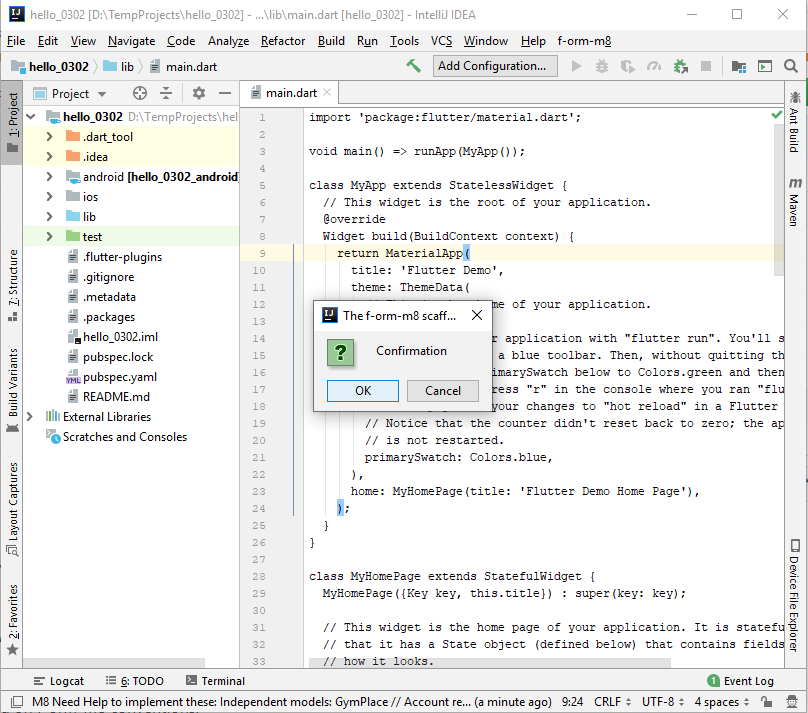 hello_0302 [D:\TempProjects\hello_0302] - ...\lib\main.dart [hello_0302] - IntelliJ IDEA
File Edit View Navigate Code Analyze Refactor Build Run Tools VCS Window Help f-orm-m8
hello_0302 lib main.dart Add Configuration...
1: Project
7: Structure
Build Variants
Layout Captures
2: Favorites
Project
hello_0302 D:\TempProjects\hel
.dart_tool
.idea
android [hello_0302_android]
ios
lib
test
.flutter-plugins
.gitignore
.metadata
.packages
hello_0302.iml
pubspec.lock
pubspec.yaml
README.md
External Libraries
Scratches and Consoles
main.dart
1 import 'package:flutter/material.dart';
2
3 void main() => runApp(MyApp());
4
5 class MyApp extends StatelessWidget {
6 // This widget is the root of your application.
7 @override
8 Widget build(BuildContext context) {
9 return MaterialApp(
10 title: 'Flutter Demo',
11 theme: ThemeData(
12 me of your application.
13
14 r application with "flutter run". You'll s
15 a blue toolbar. Then, without quitting th
16 marySwatch below to Colors.green and then
17 ress "r" in the console where you ran "flu
18 your changes to "hot reload" in a Flutter
19 // Notice that the counter didn't reset back to zero; the ap
20 // is not restarted.
21 primarySwatch: Colors.blue,
22 ),
23 home: MyHomePage(title: 'Flutter Demo Home Page'),
24 );
25 }
26 }
27
28 class MyHomePage extends StatefulWidget {
29 MyHomePage({Key key, this.title}) : super(key: key);
30
31 // This widget is the home page of your application. It is statefu
32 // that it has a State object (defined below) that contains fields
33 // how it looks.
The f-orm-m8 scaff...
?
Confirmation
OK Cancel
Ant Build
Maven
Device File Explorer
Logcat 6: TODO Terminal 1 Event Log
M8 Need Help to implement these: Independent models: GymPlace // Account re... (a minute ago) 9:24 CRLF UTF-8 4 spaces